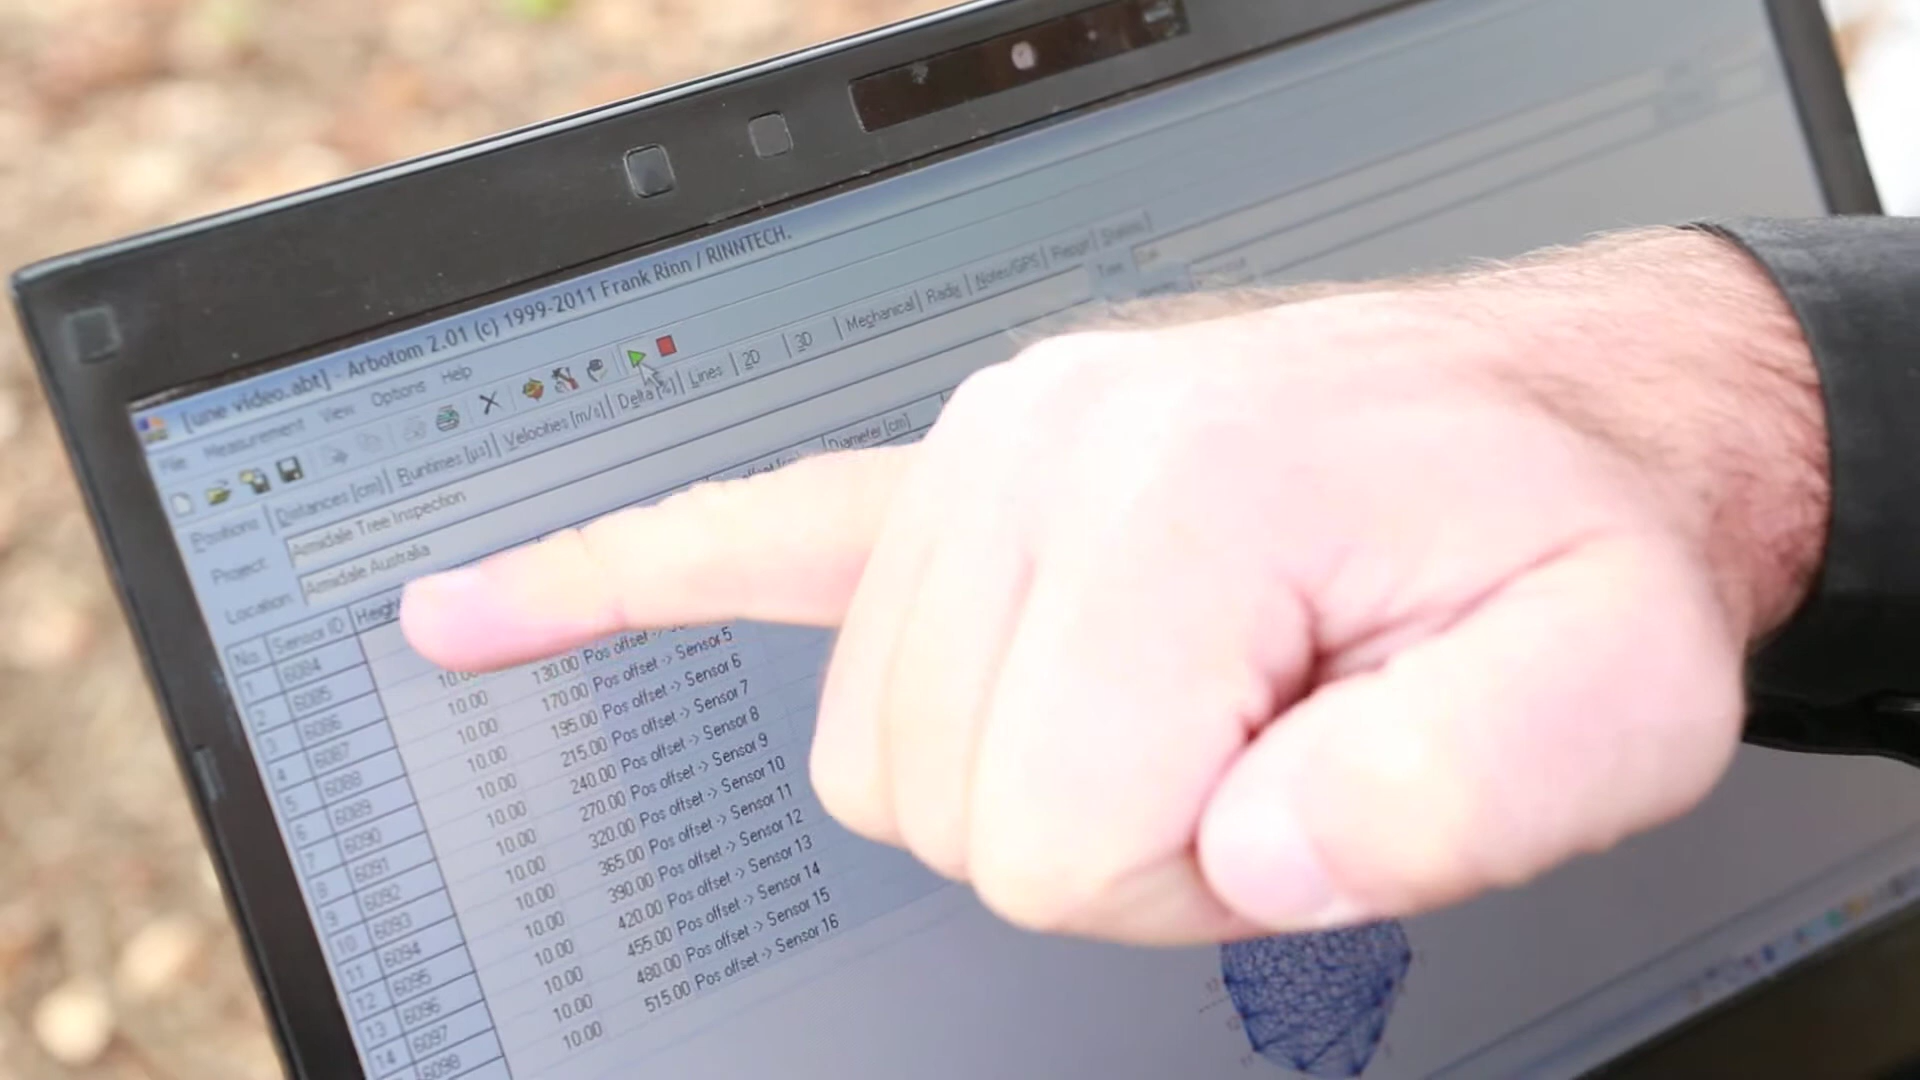 [une video.abt] - Arbotom 2.01 (c) 1999-2011 Frank Rinn / RINNTECH.
File Measurement View Options Help
Positions Distances [cm] Runtimes [µs] Velocities [m/s] Delta [%] Lines 2D 3D Mechanical Radix Notes/GPS Report
Project: Armidale Tree Inspection
Location: Armidale Australia
No. Sensor ID Height Diameter [cm]
1 6084
2 6085
3 6086
4 6087
5 6088
6 6089
7 6090
8 6091
9 6092
10 6093
11 6094
12 6095
13 6096
14 6097
6098
10.00 130.00 Pos offset ->
10.00 170.00 Pos offset -> Sensor 5
10.00 195.00 Pos offset -> Sensor 6
10.00 215.00 Pos offset -> Sensor 7
10.00 240.00 Pos offset -> Sensor 8
10.00 270.00 Pos offset -> Sensor 9
10.00 320.00 Pos offset -> Sensor 10
10.00 365.00 Pos offset -> Sensor 11
10.00 390.00 Pos offset -> Sensor 12
10.00 420.00 Pos offset -> Sensor 13
10.00 455.00 Pos offset -> Sensor 14
10.00 480.00 Pos offset -> Sensor 15
10.00 515.00 Pos offset -> Sensor 16
10.00